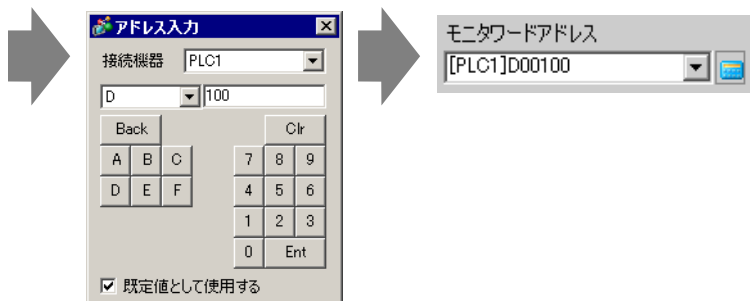 アドレス入力
接続機器 PLC1
D 100
Back Clr
A B C 7 8 9
D E F 4 5 6
1 2 3
0 Ent
既定値として使用する
モニタワードアドレス
[PLC1]D00100